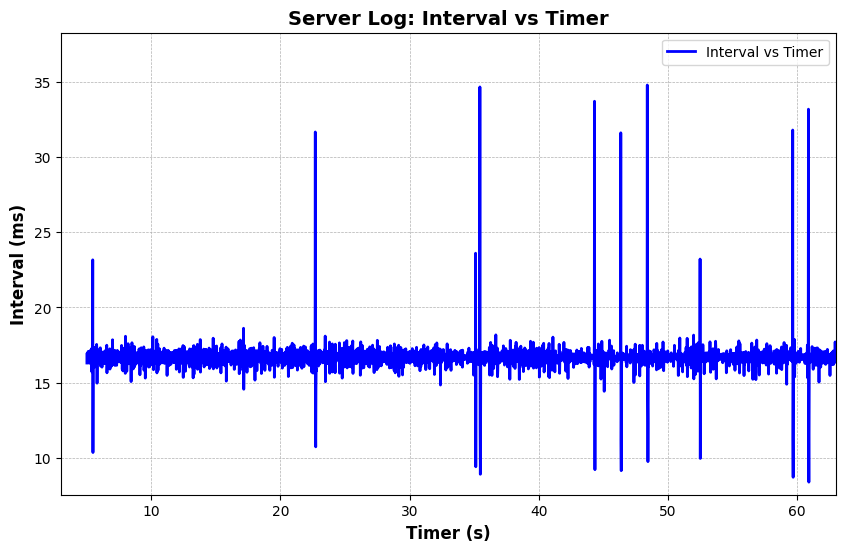 Server Log: Interval vs Timer
Interval vs Timer
35
30
25
20
15
10
Interval (ms)
10 20 30 40 50 60
Timer (s)